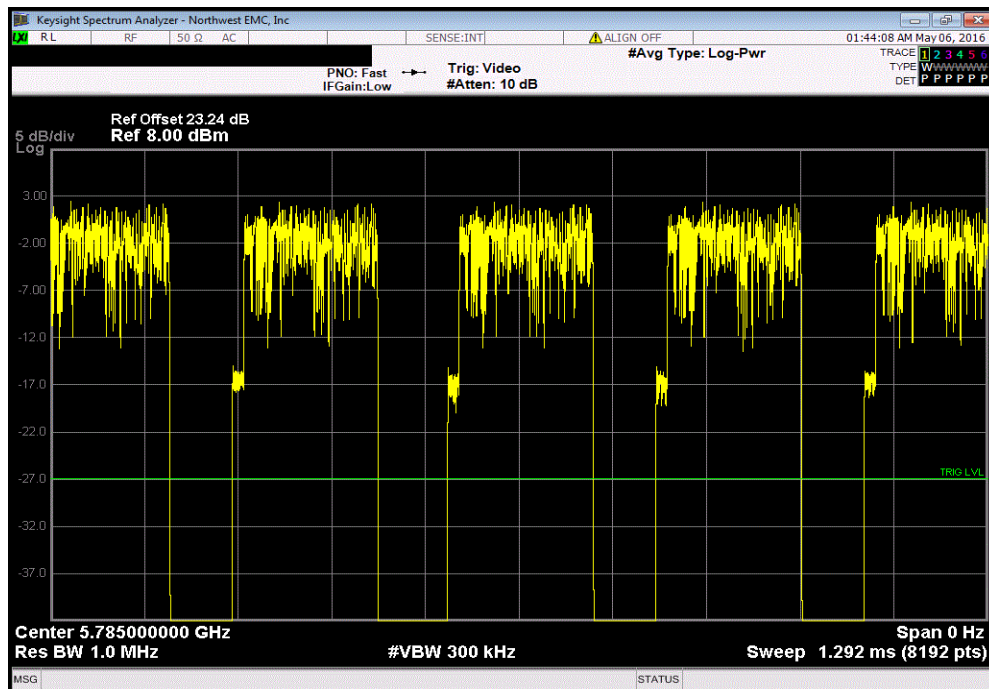 Keysight Spectrum Analyzer - Northwest EMC, Inc
LXI RL RF 50 Ω AC SENSE:INT ALIGN OFF 01:44:08 AM May 06, 2016
#Avg Type: Log-Pwr TRACE 1 2 3 4 5 6
PNO: Fast Trig: Video TYPE WWWWWW
IFGain:Low #Atten: 10 dB DET P P P P P P
Ref Offset 23.24 dB
5 dB/div Ref 8.00 dBm
Log
3.00
-2.00
-7.00
-12.0
-17.0
-22.0
-27.0 TRIG LVL
-32.0
-37.0
Center 5.785000000 GHz Span 0 Hz
Res BW 1.0 MHz #VBW 300 kHz Sweep 1.292 ms (8192 pts)
MSG STATUS